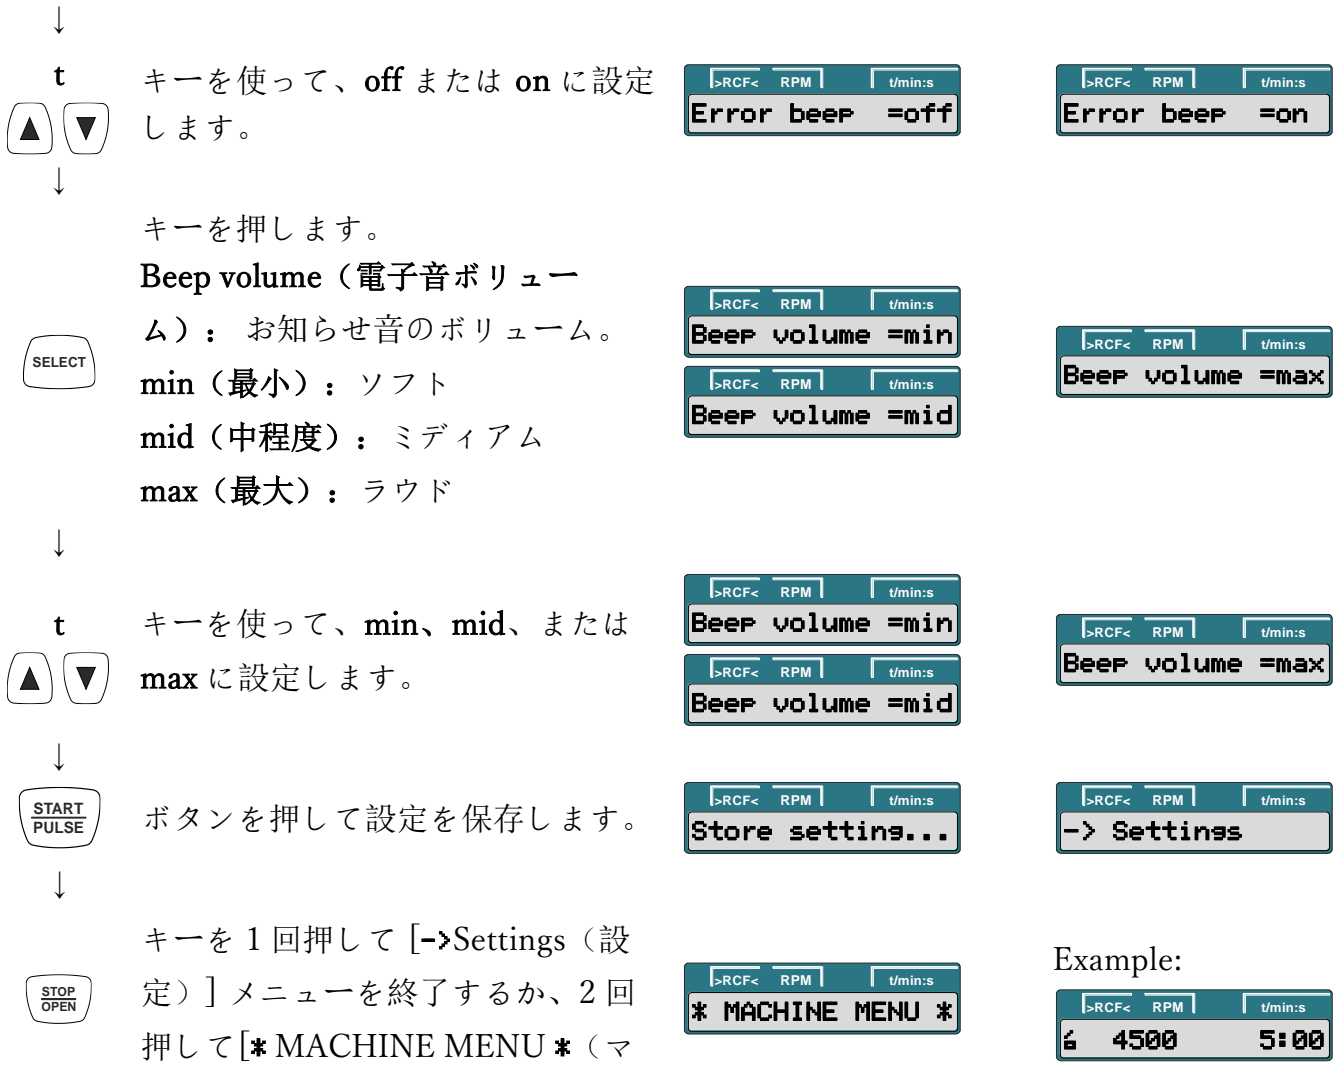 ↓
t
キーを使って、off または on に設定
します。
▲ ▼
>RCF< RPM t/min:s
Error beep =off
>RCF< RPM t/min:s
Error beep =on
↓
キーを押します。
Beep volume（電子音ボリュー
ム）： お知らせ音のボリューム。
SELECT
min（最小）：ソフト
mid（中程度）：ミディアム
max（最大）：ラウド
>RCF< RPM t/min:s
Beep volume =min
>RCF< RPM t/min:s
Beep volume =mid
>RCF< RPM t/min:s
Beep volume =max
↓
t
キーを使って、min、mid、または
max に設定します。
▲ ▼
>RCF< RPM t/min:s
Beep volume =min
>RCF< RPM t/min:s
Beep volume =mid
>RCF< RPM t/min:s
Beep volume =max
↓
START
PULSE
ボタンを押して設定を保存します。
>RCF< RPM t/min:s
Store setting...
>RCF< RPM t/min:s
-> Settings
↓
キーを 1 回押して [->Settings（設
定）] メニューを終了するか、2 回
押して[* MACHINE MENU *（マ
STOP
OPEN
>RCF< RPM t/min:s
* MACHINE MENU *
Example:
>RCF< RPM t/min:s
4500 5:00